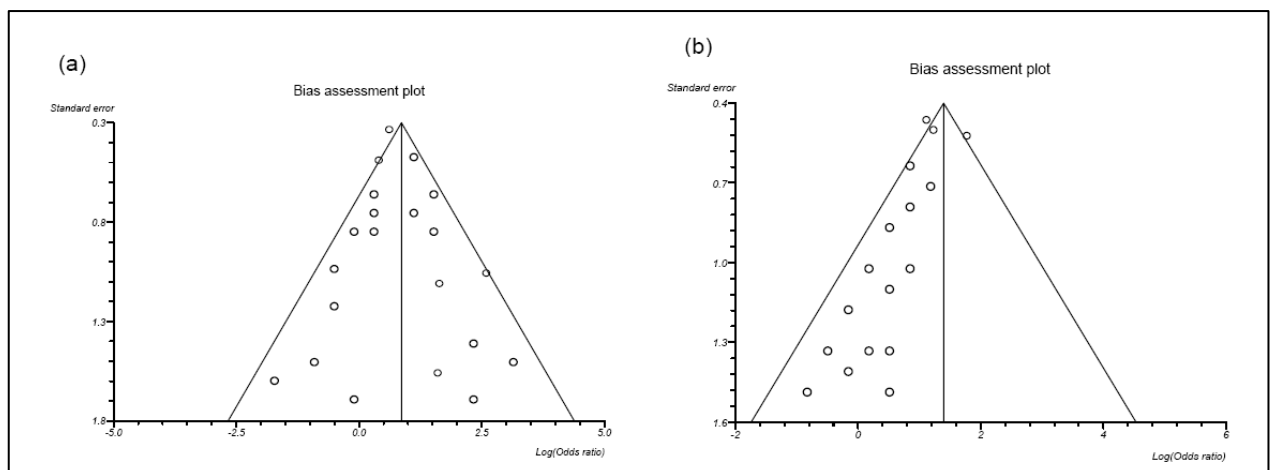 (a)
Bias assessment plot
Standard error
0.3
0.8
1.3
1.8
-5.0
-2.5
0.0
2.5
5.0
Log(Odds ratio)
(b)
Bias assessment plot
Standard error
0.4
0.7
1.0
1.3
1.6
-2
0
2
4
6
Log(Odds ratio)